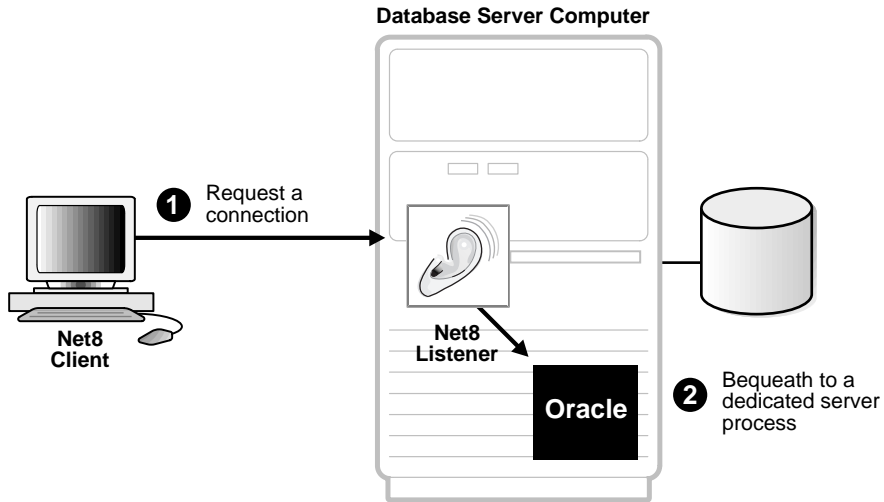 Database Server Computer
1
Request a
connection
Net8
Client
Net8
Listener
Oracle
2
Bequeath to a
dedicated server
process